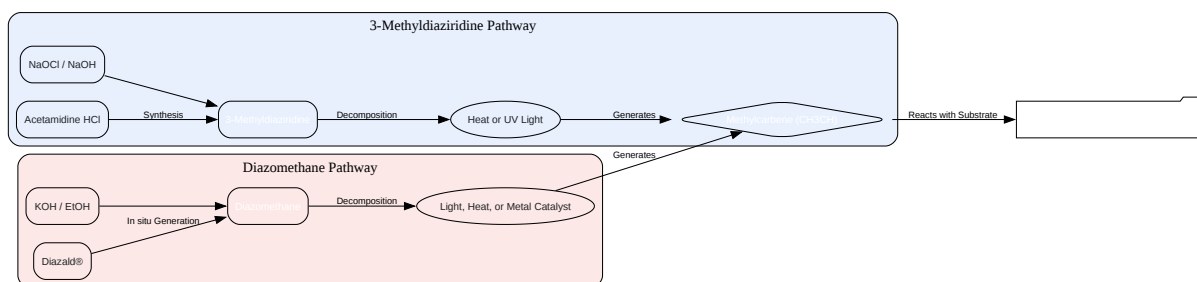 3-Methyldiaziridine Pathway
NaOCl / NaOH
Acetamidine HCl
Synthesis
3-Methyldiaziridine
Decomposition
Heat or UV Light
Generates
Methylcarbene (CH3CH)
Reacts with Substrate
Diazomethane Pathway
Generates
KOH / EtOH
In situ Generation
Diazomethane
Decomposition
Light, Heat, or Metal Catalyst
Diazald®